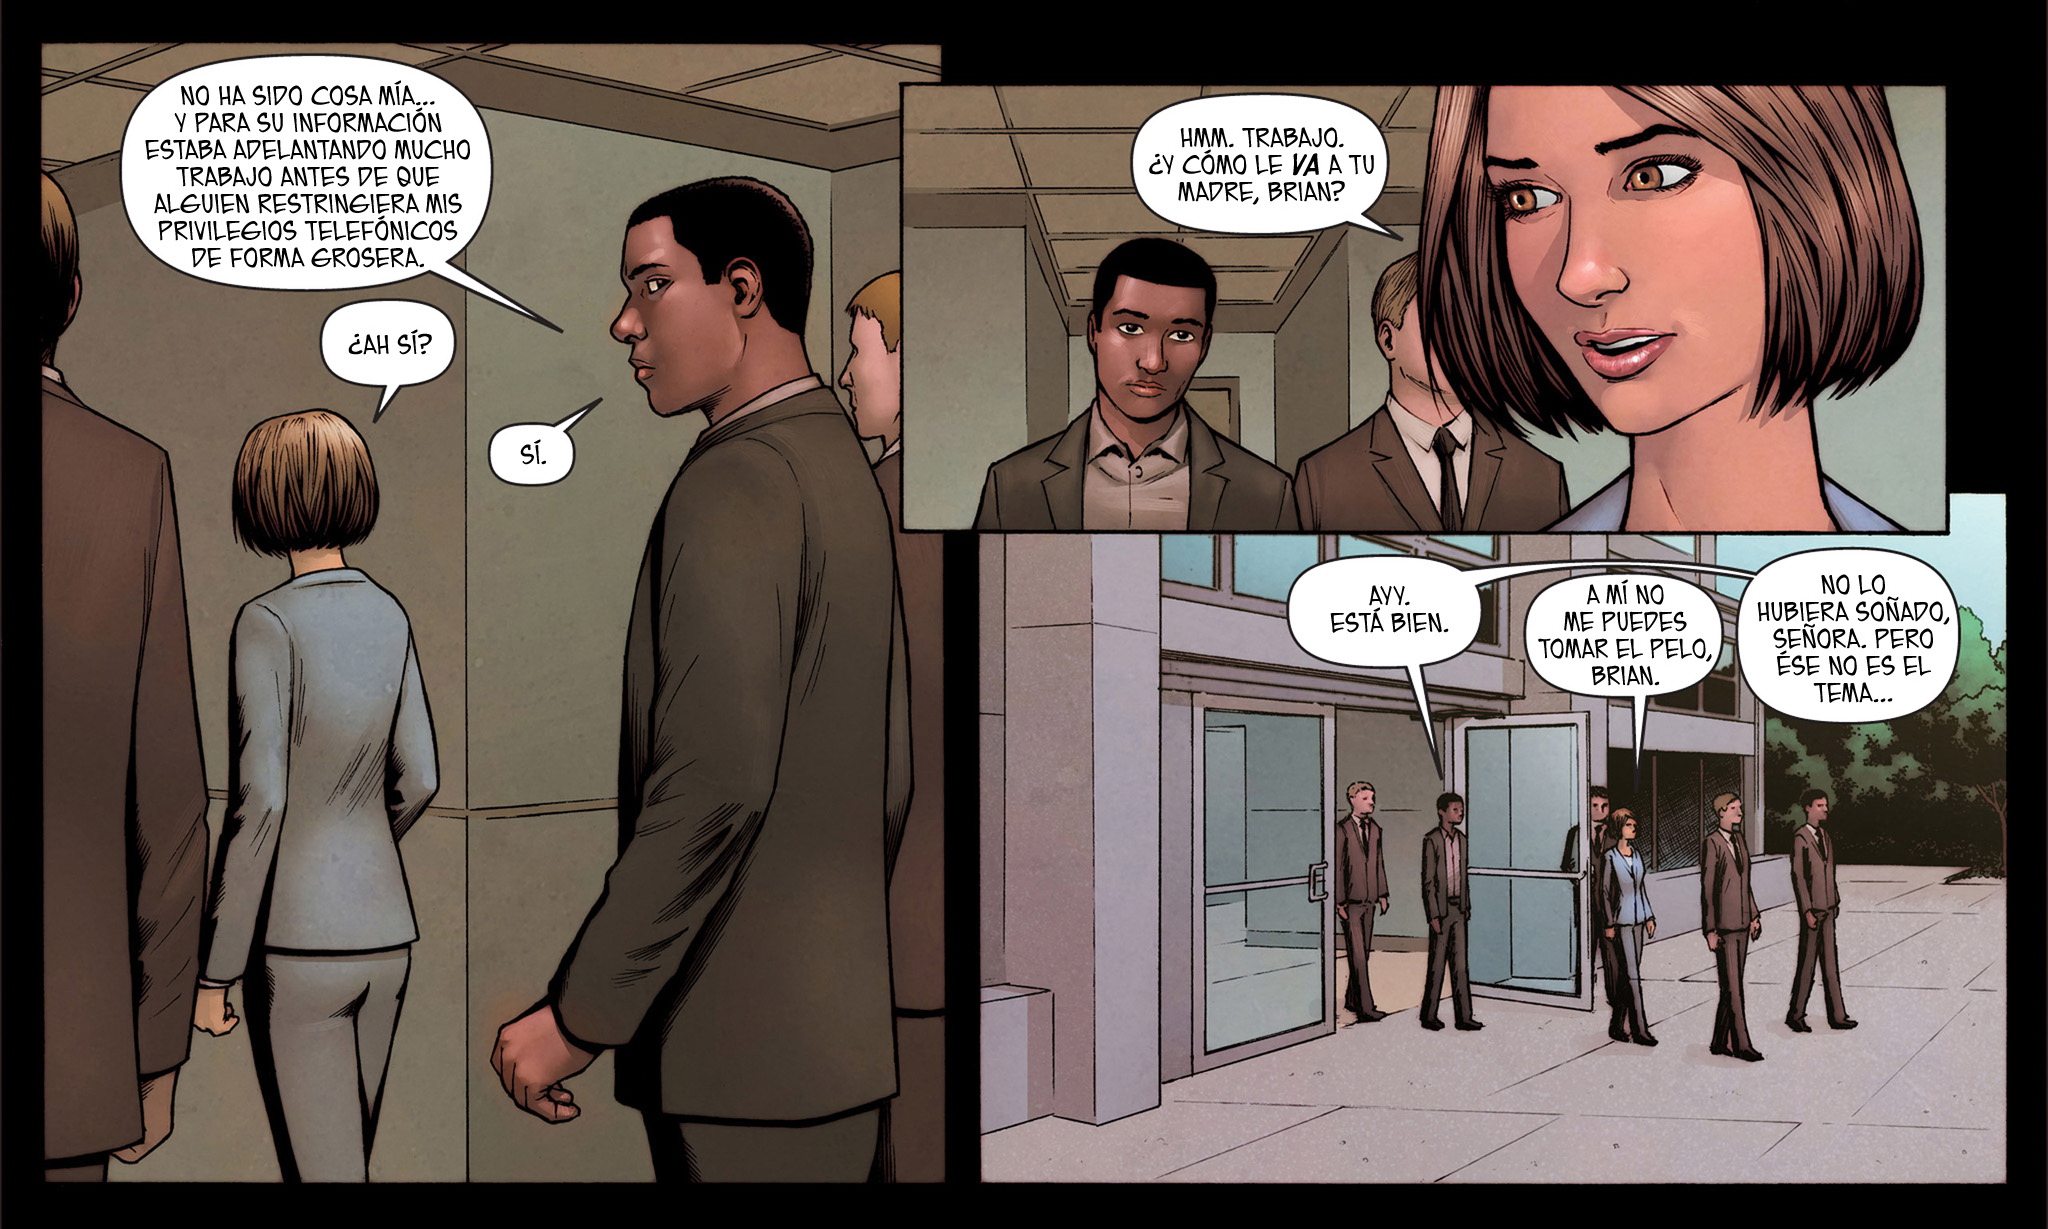 NO HA SIDO COSA MÍA...
Y PARA SU INFORMACIÓN
ESTABA ADELANTANDO MUCHO
TRABAJO ANTES DE QUE
ALGUIEN RESTRINGIERA MIS
PRIVILEGIOS TELEFÓNICOS
DE FORMA GROSERA.
¿AH SÍ?
SÍ.
HMM. TRABAJO.
¿Y CÓMO LE VA A TU
MADRE, BRIAN?
AYY.
ESTÁ BIEN.
A MÍ NO
ME PUEDES
TOMAR EL PELO,
BRIAN.
NO LO
HUBIERA SOÑADO,
SEÑORA. PERO
ÉSE NO ES EL
TEMA...